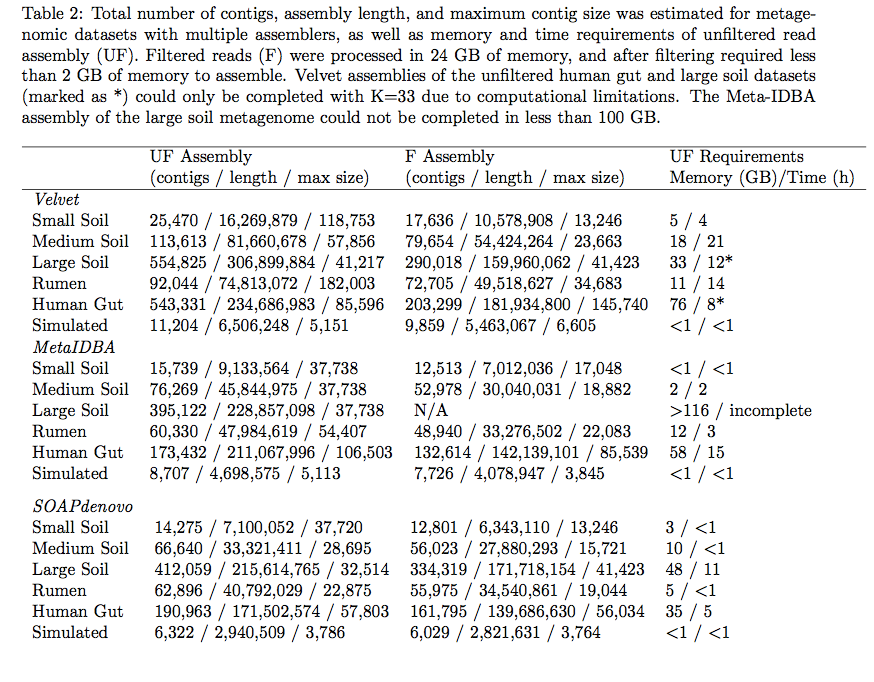 Table 2: Total number of contigs, assembly length, and maximum contig size was estimated for metage-
nomic datasets with multiple assemblers, as well as memory and time requirements of unfiltered read
assembly (UF). Filtered reads (F) were processed in 24 GB of memory, and after filtering required less
than 2 GB of memory to assemble. Velvet assemblies of the unfiltered human gut and large soil datasets
(marked as *) could only be completed with K=33 due to computational limitations. The Meta-IDBA
assembly of the large soil metagenome could not be completed in less than 100 GB.
UF Assembly F Assembly UF Requirements
(contigs / length / max size) (contigs / length / max size) Memory (GB)/Time (h)
Velvet
Small Soil 25,470 / 16,269,879 / 118,753 17,636 / 10,578,908 / 13,246 5 / 4
Medium Soil 113,613 / 81,660,678 / 57,856 79,654 / 54,424,264 / 23,663 18 / 21
Large Soil 554,825 / 306,899,884 / 41,217 290,018 / 159,960,062 / 41,423 33 / 12*
Rumen 92,044 / 74,813,072 / 182,003 72,705 / 49,518,627 / 34,683 11 / 14
Human Gut 543,331 / 234,686,983 / 85,596 203,299 / 181,934,800 / 145,740 76 / 8*
Simulated 11,204 / 6,506,248 / 5,151 9,859 / 5,463,067 / 6,605 <1 / <1
MetaIDBA
Small Soil 15,739 / 9,133,564 / 37,738 12,513 / 7,012,036 / 17,048 <1 / <1
Medium Soil 76,269 / 45,844,975 / 37,738 52,978 / 30,040,031 / 18,882 2 / 2
Large Soil 395,122 / 228,857,098 / 37,738 N/A >116 / incomplete
Rumen 60,330 / 47,984,619 / 54,407 48,940 / 33,276,502 / 22,083 12 / 3
Human Gut 173,432 / 211,067,996 / 106,503 132,614 / 142,139,101 / 85,539 58 / 15
Simulated 8,707 / 4,698,575 / 5,113 7,726 / 4,078,947 / 3,845 <1 / <1
SOAPdenovo
Small Soil 14,275 / 7,100,052 / 37,720 12,801 / 6,343,110 / 13,246 3 / <1
Medium Soil 66,640 / 33,321,411 / 28,695 56,023 / 27,880,293 / 15,721 10 / <1
Large Soil 412,059 / 215,614,765 / 32,514 334,319 / 171,718,154 / 41,423 48 / 11
Rumen 62,896 / 40,792,029 / 22,875 55,975 / 34,540,861 / 19,044 5 / <1
Human Gut 190,963 / 171,502,574 / 57,803 161,795 / 139,686,630 / 56,034 35 / 5
Simulated 6,322 / 2,940,509 / 3,786 6,029 / 2,821,631 / 3,764 <1 / <1